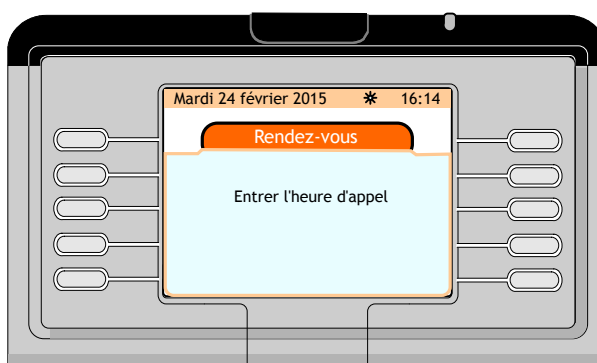 Mardi 24 février 2015 16:14
Rendez-vous
Entrer l'heure d'appel